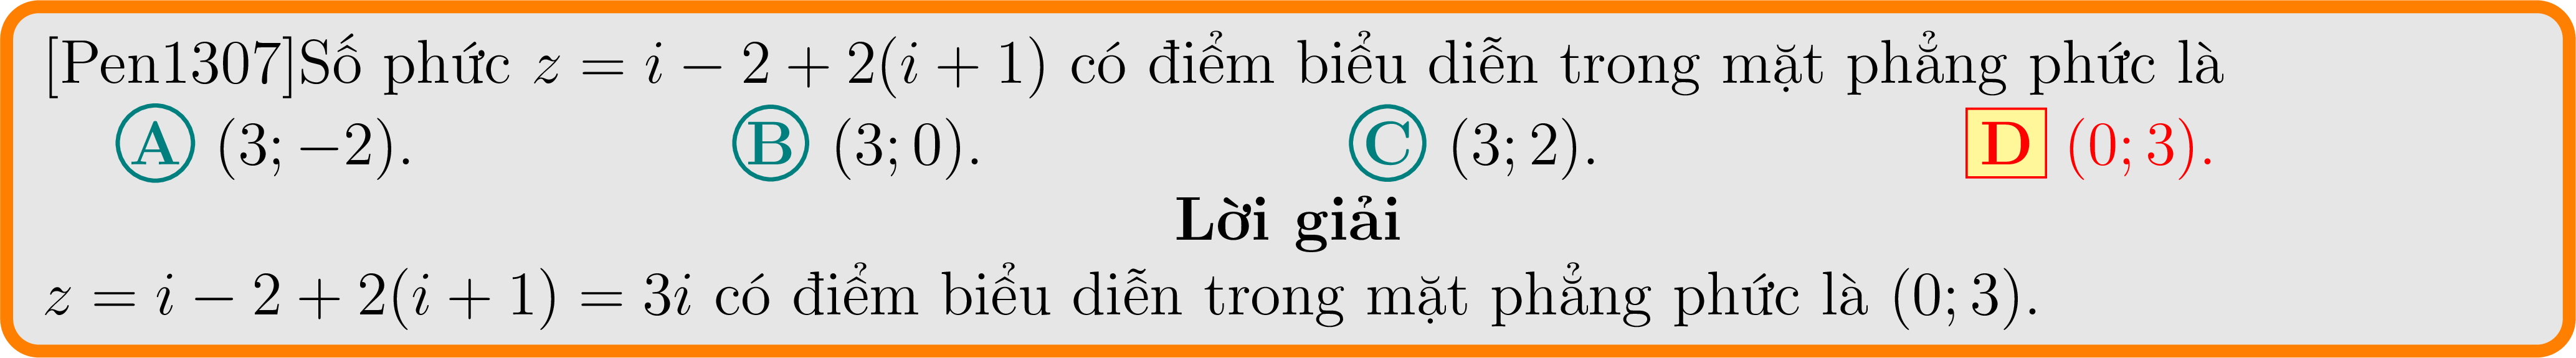 [Pen1307]Số phức z = i − 2 + 2(i + 1) có điểm biểu diễn trong mặt phẳng phức là
A (3; −2). B (3; 0). C (3; 2). D (0; 3).
Lời giải
z = i − 2 + 2(i + 1) = 3i có điểm biểu diễn trong mặt phẳng phức là (0; 3).